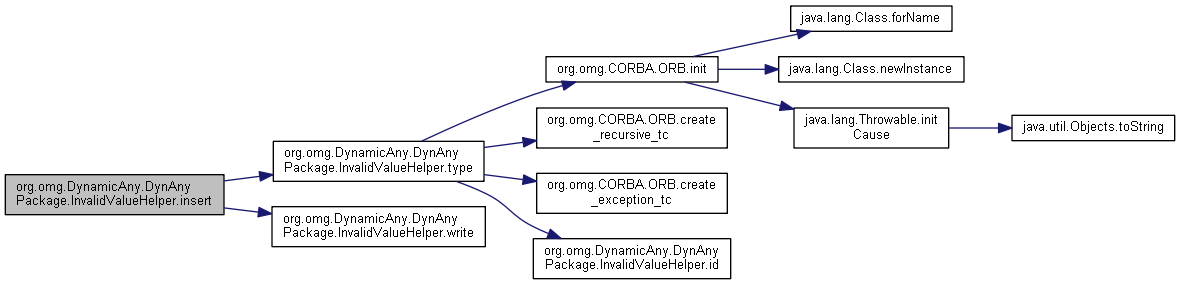 java.lang.Class.forName
org.omg.CORBA.ORB.init
java.lang.Class.newInstance
org.omg.CORBA.ORB.create
_recursive_tc
java.lang.Throwable.init
Cause
java.util.Objects.toString
org.omg.DynamicAny.DynAny
Package.InvalidValueHelper.type
org.omg.DynamicAny.DynAny
Package.InvalidValueHelper.insert
org.omg.CORBA.ORB.create
_exception_tc
org.omg.DynamicAny.DynAny
Package.InvalidValueHelper.write
org.omg.DynamicAny.DynAny
Package.InvalidValueHelper.id